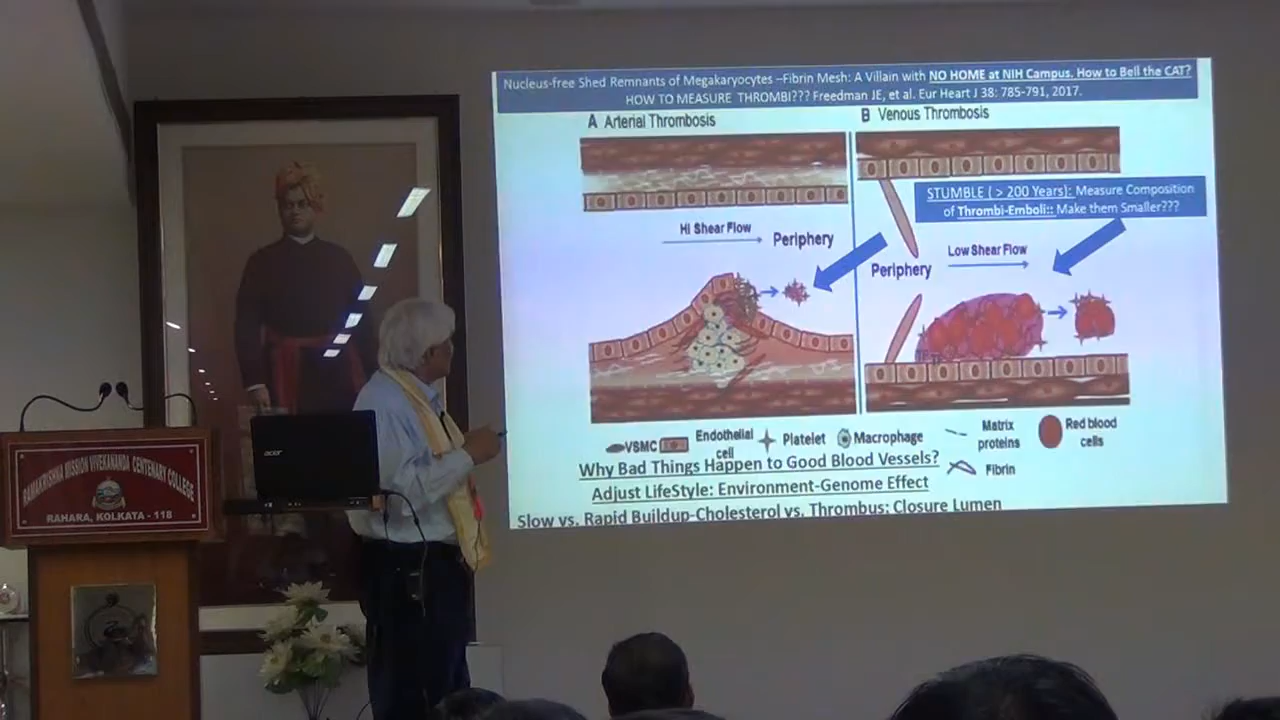 Nucleus-free Shed Remnants of Megakaryocytes –Fibrin Mesh: A Villain with NO HOME at NIH Campus. How to Bell the CAT?
HOW TO MEASURE THROMBI??? Freedman JE, et al. Eur Heart J 38: 785-791, 2017.
A Arterial Thrombosis
B Venous Thrombosis
STUMBLE ( > 200 Years): Measure Composition
of Thrombi-Emboli:: Make them Smaller???
HI Shear Flow
Periphery
Low Shear Flow
Periphery
VSMC
Endothelial
cell
Platelet
Macrophage
Matrix
proteins
Red blood
cells
Fibrin
Why Bad Things Happen to Good Blood Vessels?
Adjust LifeStyle: Environment-Genome Effect
Slow vs. Rapid Buildup-Cholesterol vs. Thrombus: Closure Lumen
acer
RAMAKRISHNA MISSION VIVEKANANDA CENTENARY COLLEGE
RAHARA, KOLKATA - 118